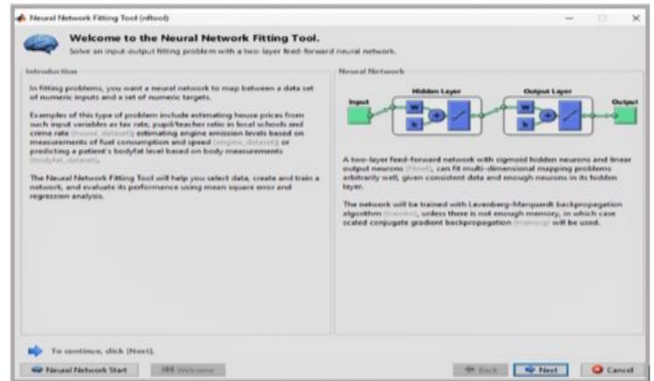 Neural Network Fitting Tool (nftool)
Welcome to the Neural Network Fitting Tool.
Solve an input-output fitting problem with a two-layer feed-forward neural network.
Introduction
In fitting problems, you want a neural network to map between a data set
of numeric inputs and a set of numeric targets.
Examples of this type of problem include estimating house prices from
such input variables as tax rate, pupil/teacher ratio in local schools and
crime rate (house_dataset); estimating engine emission levels based on
measurements of fuel consumption and speed (engine_dataset); or
predicting a patient's bodyfat level based on body measurements
(bodyfat_dataset).
The Neural Network Fitting Tool will help you select data, create and train a
network, and evaluate its performance using mean square error and
regression analysis.
Neural Network
Hidden Layer
Output Layer
Input
Output
W
b
W
b
A two-layer feed-forward network with sigmoid hidden neurons and linear
output neurons (fitnet), can fit multi-dimensional mapping problems
arbitrarily well, given consistent data and enough neurons in its hidden
layer.
The network will be trained with Levenberg-Marquardt backpropagation
algorithm (trainlm), unless there is not enough memory, in which case
scaled conjugate gradient backpropagation (trainscg) will be used.
To continue, click [Next].
Neural Network Start
Welcome
Back
Next
Cancel